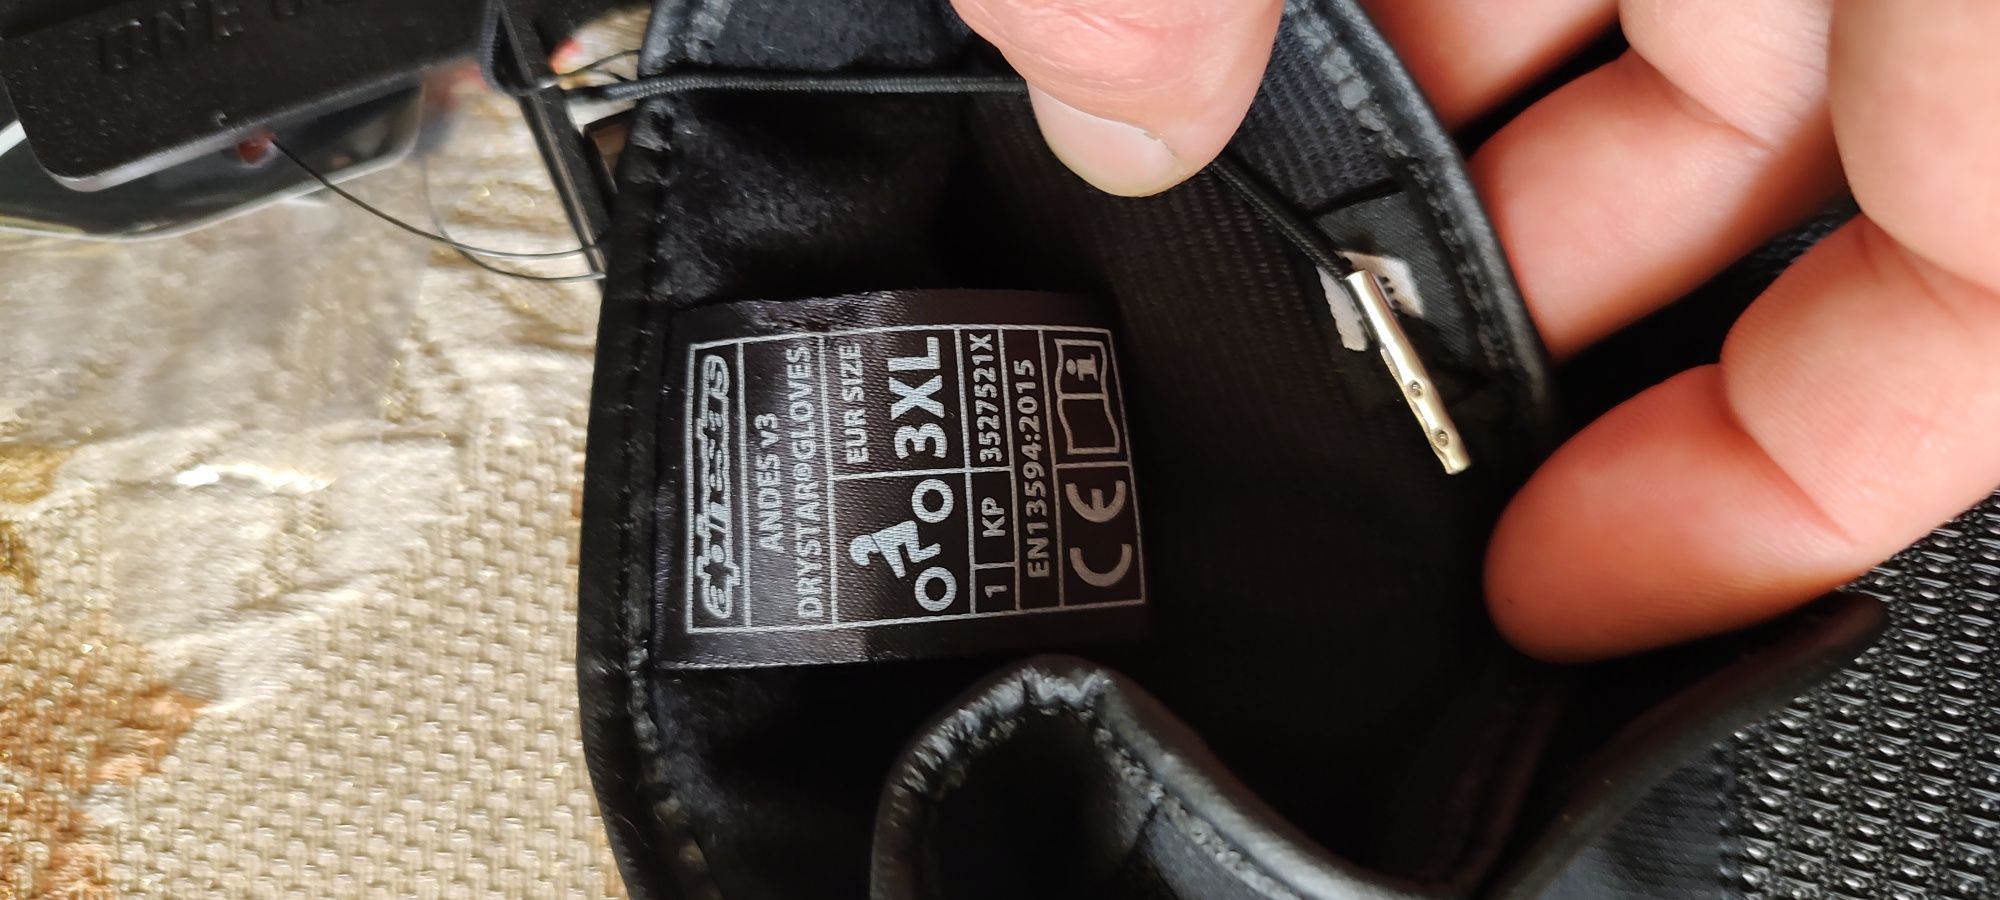 alpinestars
ANDES v3
DRYSTAR® GLOVES
EUR SIZE
3XL
1 KP 3527521X
EN13594:2015
CE i